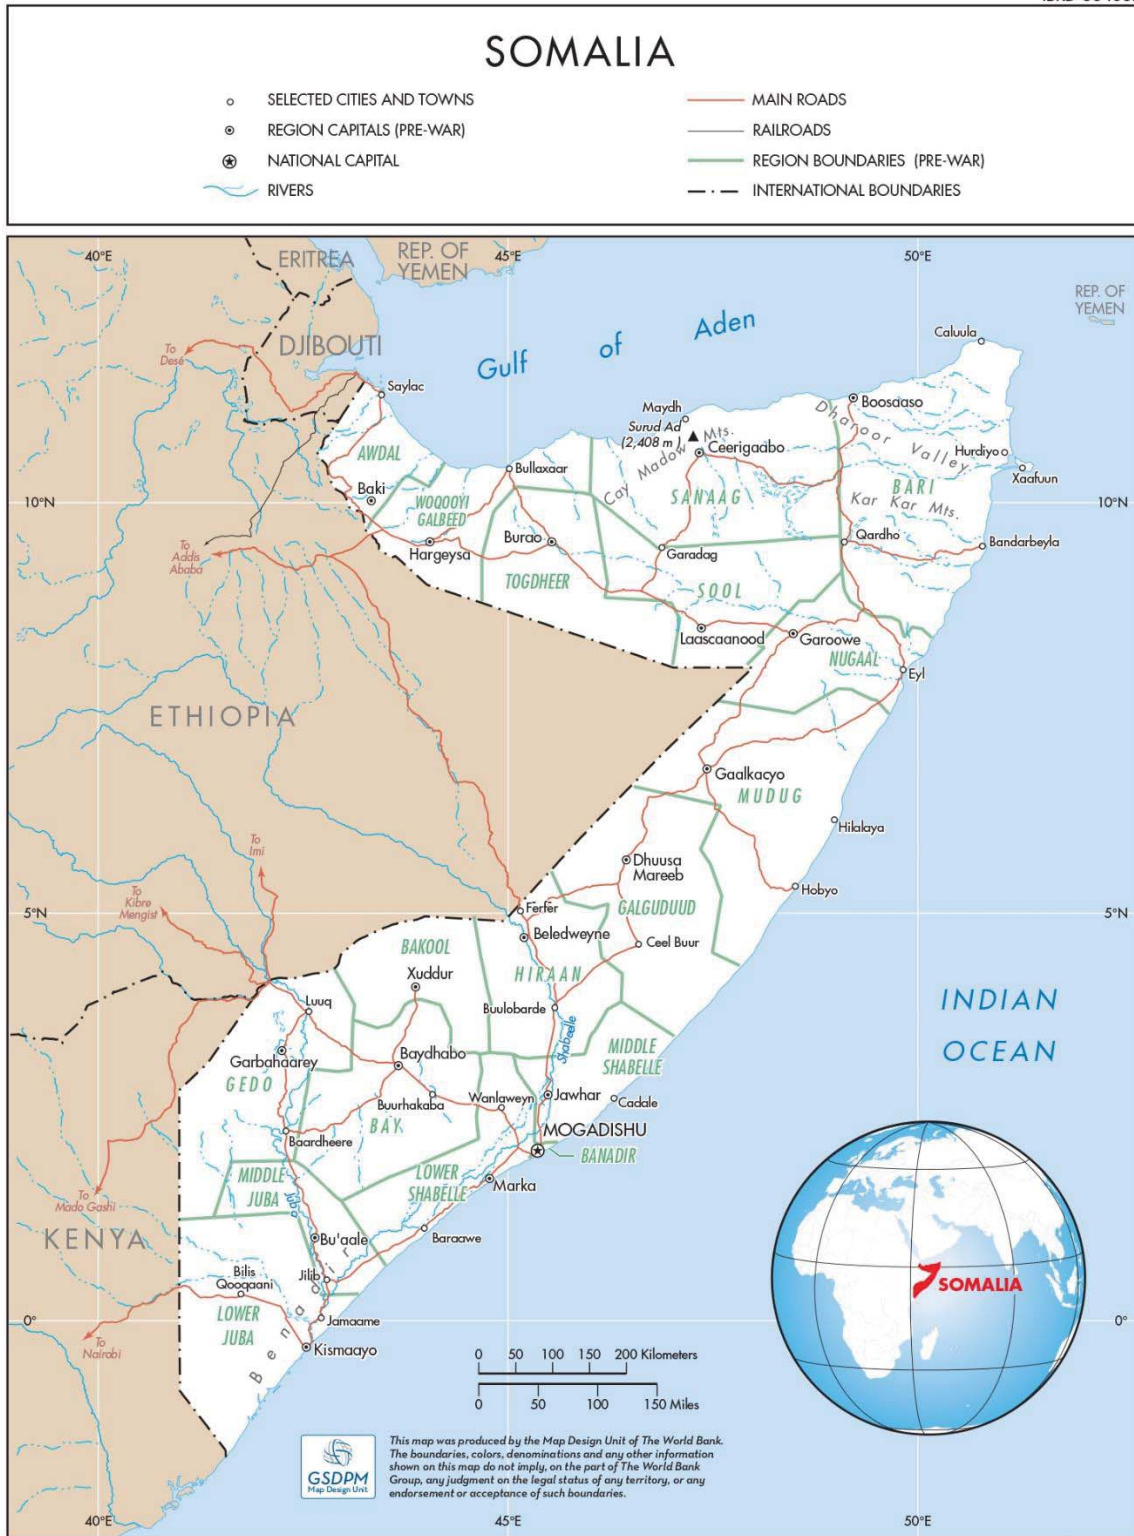 SOMALIA
SELECTED CITIES AND TOWNS
REGION CAPITALS (PRE-WAR)
NATIONAL CAPITAL
RIVERS
MAIN ROADS
RAILROADS
REGION BOUNDARIES (PRE-WAR)
INTERNATIONAL BOUNDARIES
40°E
ERITREA
REP. OF
YEMEN
45°E
50°E
REP. OF
YEMEN
DJIBOUTI
To
Desē
Gulf of Aden
Caluula
Saylac
Maydh
Surud Ad
(2,408 m )
Boosaaso
Dhahoor Valley
Cay Madow Mts.
Ceerigaabo
Hurdiyo
Xaafuun
AWDAL
Bullaxaar
BARI
Baki
WOQOOYI
GALBEED
SANAAG
Kar Kar Mts.
10°N
10°N
Hargeysa
Burao
Garadag
Qardho
Bandarbeyla
To
Addis
Ababa
TOGDHEER
SOOL
Laascaanood
Garoowe
NUGAAL
Eyl
ETHIOPIA
Gaalkacyo
MUDUG
Hilalaya
To
Imi
Dhuusa
Mareeb
To
Kibre
Mengist
Hobyo
5°N
5°N
Ferfer
GALGUDUUD
Beledweyne
BAKOOL
Ceel Buur
Xuddur
HIRAAN
Luuq
Buulobarde
INDIAN
OCEAN
Shabeelle
Garbahaarey
Baydhabo
MIDDLE
SHABELLE
GEDO
Buurhakaba
Wanlaweyn
Jawhar
Cadale
BAY
Baardheere
MOGADISHU
BANADIR
MIDDLE
JUBA
LOWER
SHABELLE
Marka
To
Mado Gashi
Juba
KENYA
Bu'aale
Baraawe
Bilis
Qooqaani
Jilib
SOMALIA
LOWER
JUBA
Benaadir
Jamaame
0°
0°
To
Nairobi
Kismaayo
0 50 100 150 200 Kilometers
0 50 100 150 Miles
GSDPM
Map Design Unit
This map was produced by the Map Design Unit of The World Bank.
The boundaries, colors, denominations and any other information
shown on this map do not imply, on the part of The World Bank
Group, any judgment on the legal status of any territory, or any
endorsement or acceptance of such boundaries.
40°E
45°E
50°E